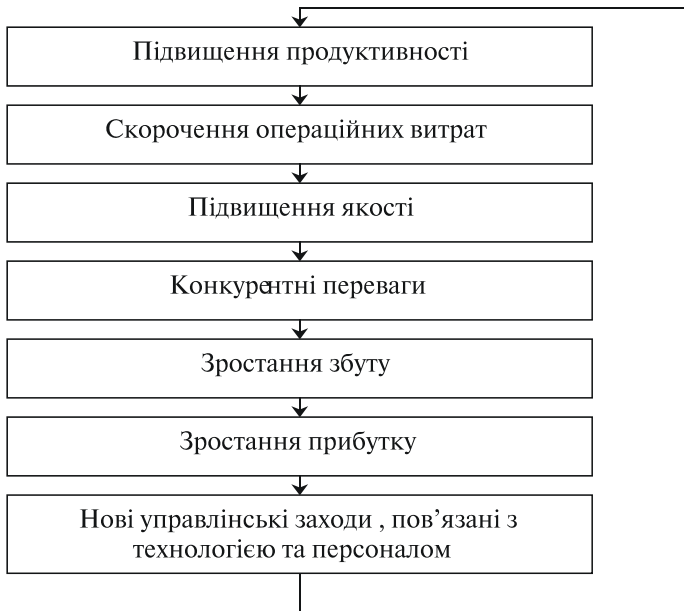 Підвищення продуктивності
Скорочення операційних витрат
Підвищення якості
Конкурентні переваги
Зростання збуту
Зростання прибутку
Нові управлінські заходи , пов’язані з
технологією та персоналом